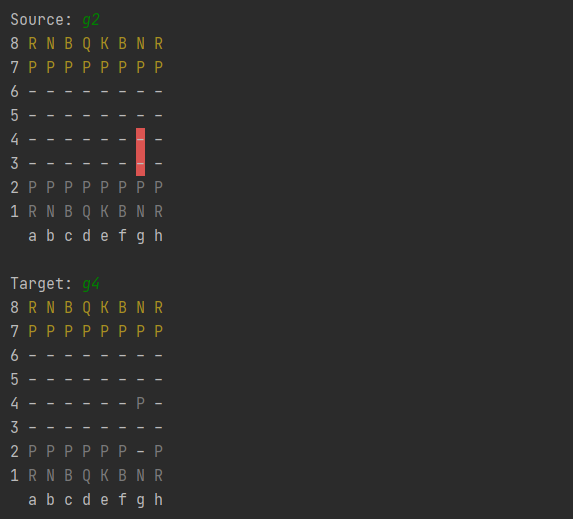 Source: g2
8 R N B Q K B N R
7 P P P P P P P P
6 - - - - - - - -
5 - - - - - - - -
4 - - - - - - - -
3 - - - - - - - -
2 P P P P P P P P
1 R N B Q K B N R
  a b c d e f g h

Target: g4
8 R N B Q K B N R
7 P P P P P P P P
6 - - - - - - - -
5 - - - - - - - -
4 - - - - - - P -
3 - - - - - - - -
2 P P P P P P - P
1 R N B Q K B N R
  a b c d e f g h